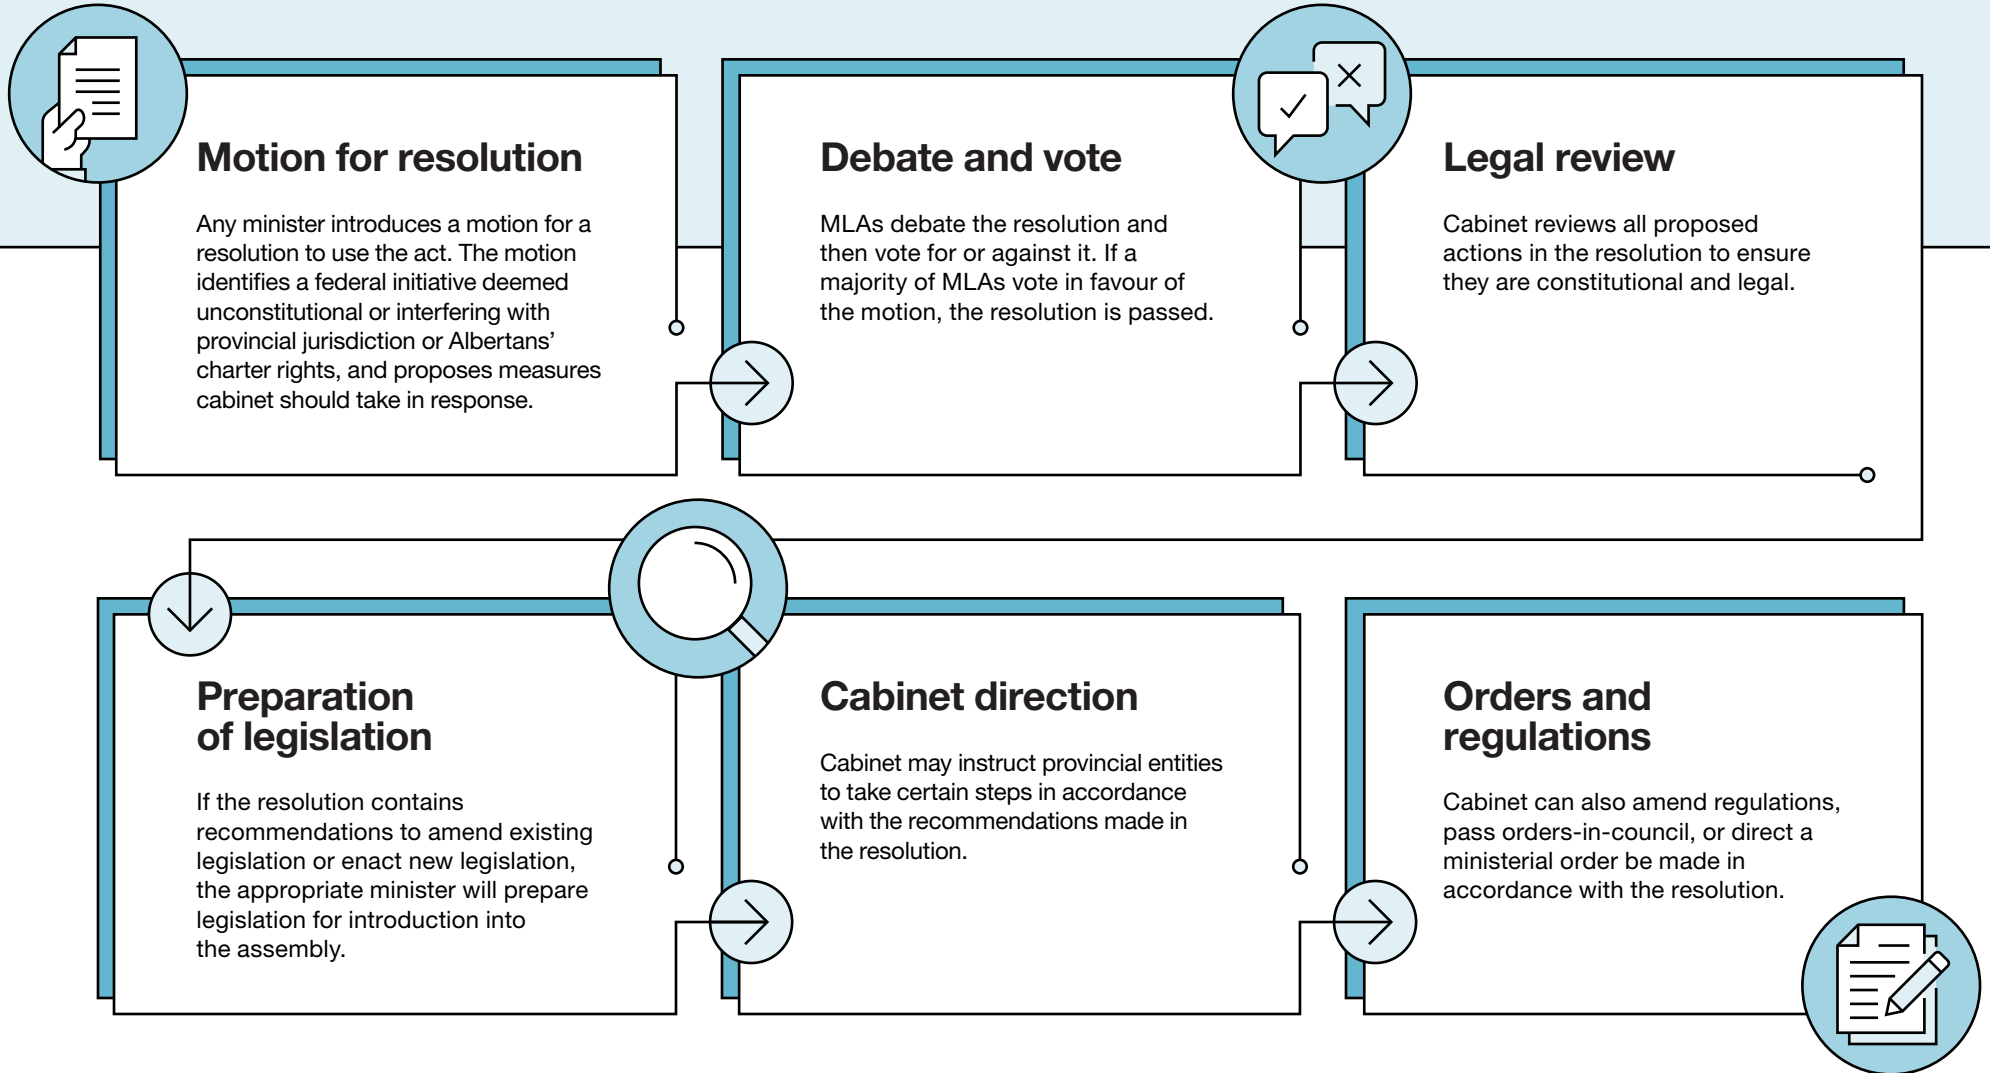 Motion for resolution
Any minister introduces a motion for a
resolution to use the act. The motion
identifies a federal initiative deemed
unconstitutional or interfering with
provincial jurisdiction or Albertans’
charter rights, and proposes measures
cabinet should take in response.
Debate and vote
MLAs debate the resolution and
then vote for or against it. If a
majority of MLAs vote in favour of
the motion, the resolution is passed.
Legal review
Cabinet reviews all proposed
actions in the resolution to ensure
they are constitutional and legal.
Preparation
of legislation
If the resolution contains
recommendations to amend existing
legislation or enact new legislation,
the appropriate minister will prepare
legislation for introduction into
the assembly.
Cabinet direction
Cabinet may instruct provincial entities
to take certain steps in accordance
with the recommendations made in
the resolution.
Orders and
regulations
Cabinet can also amend regulations,
pass orders-in-council, or direct a
ministerial order be made in
accordance with the resolution.